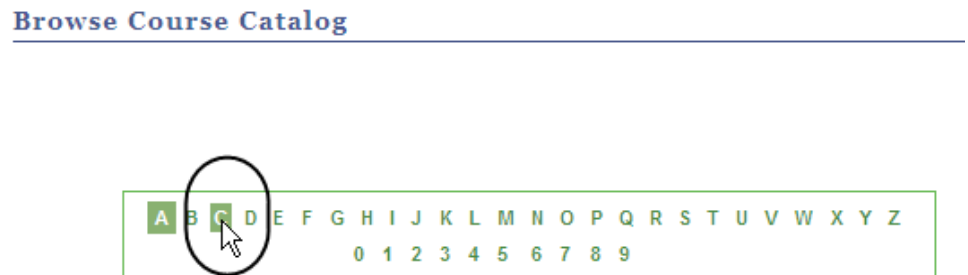 Browse Course Catalog
A B C D E F G H I J K L M N O P Q R S T U V W X Y Z
0 1 2 3 4 5 6 7 8 9